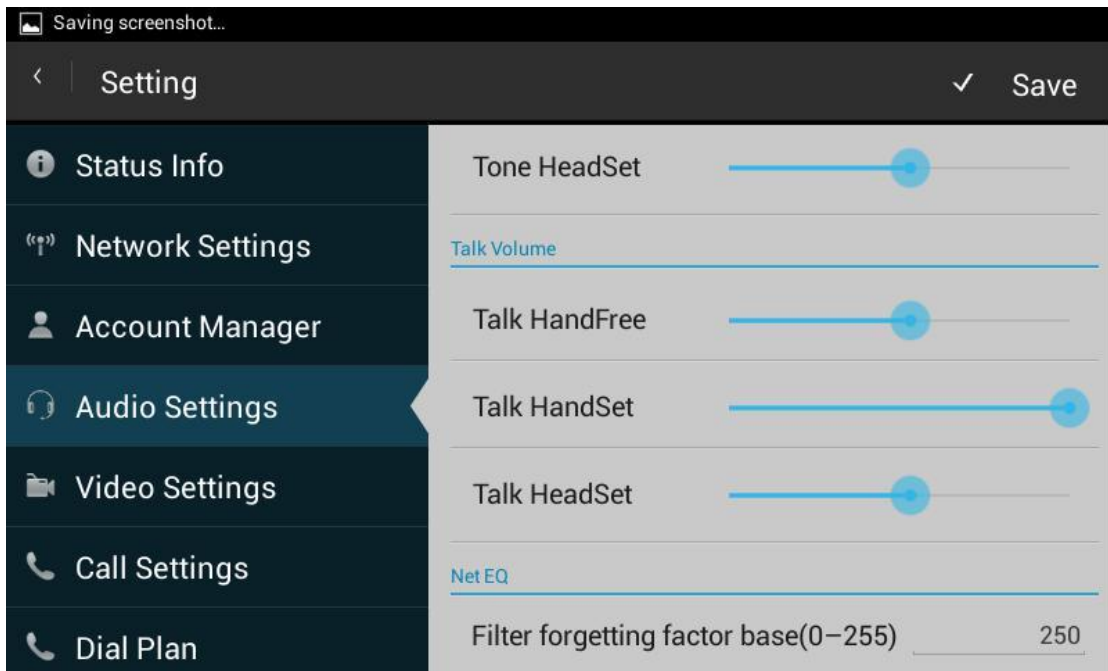 Saving screenshot...
Setting
Save
Status Info
Network Settings
Account Manager
Audio Settings
Video Settings
Call Settings
Dial Plan
Tone HeadSet
Talk Volume
Talk HandFree
Talk HandSet
Talk HeadSet
Net EQ
Filter forgetting factor base(0–255) 250